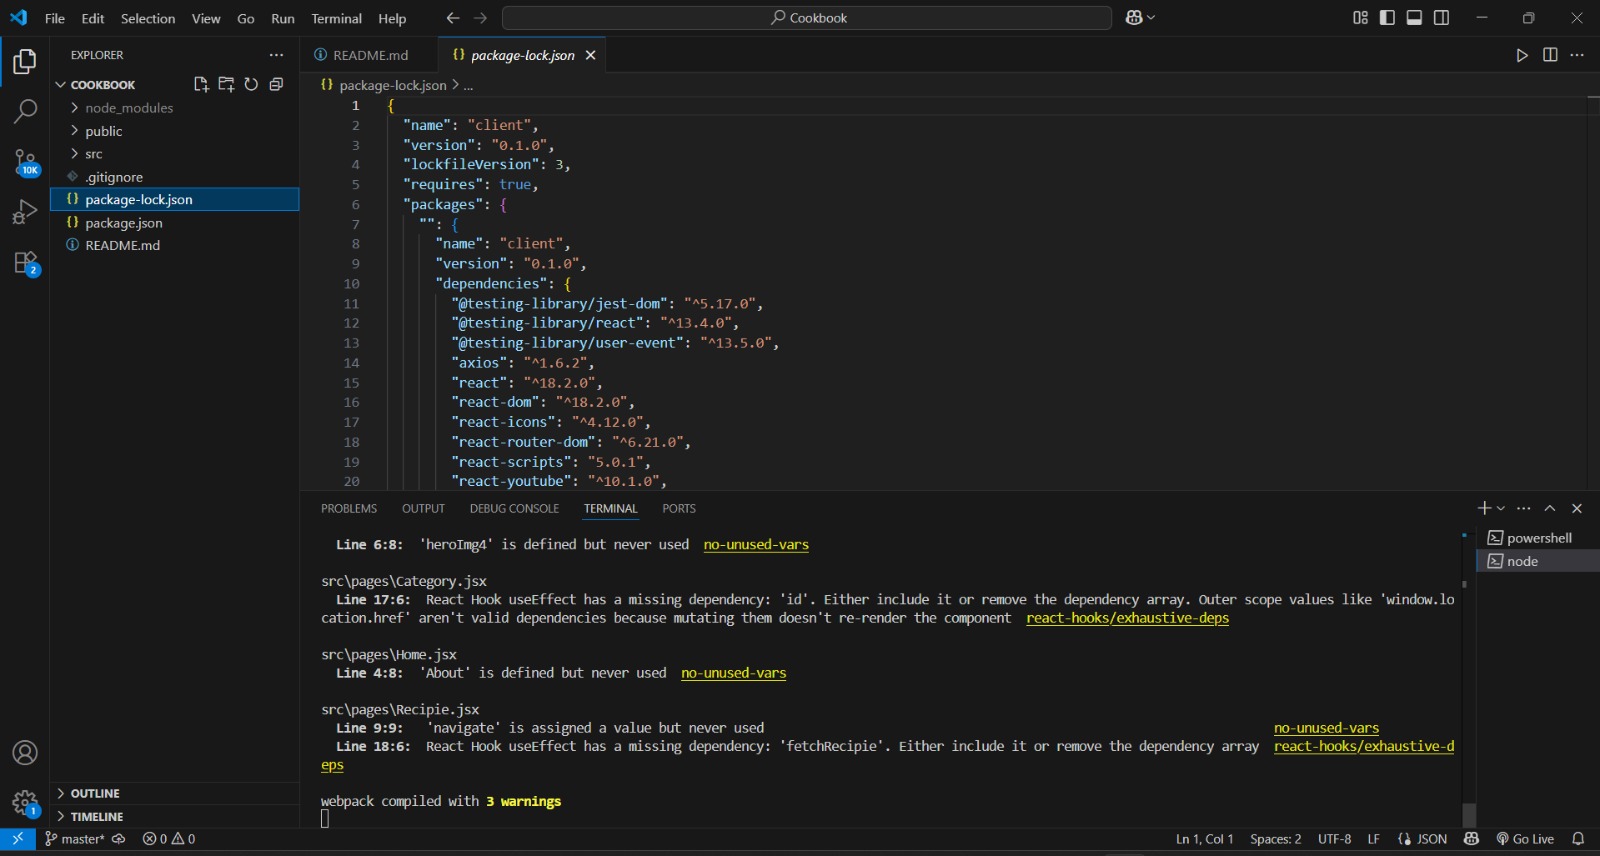 File Edit Selection View Go Run Terminal Help
Cookbook
EXPLORER
COOKBOOK
node_modules
public
src
.gitignore
package-lock.json
package.json
README.md
OUTLINE
TIMELINE
10K
2
1
README.md
package-lock.json
package-lock.json > ...
1 {
2 "name": "client",
3 "version": "0.1.0",
4 "lockfileVersion": 3,
5 "requires": true,
6 "packages": {
7 "": {
8 "name": "client",
9 "version": "0.1.0",
10 "dependencies": {
11 "@testing-library/jest-dom": "^5.17.0",
12 "@testing-library/react": "^13.4.0",
13 "@testing-library/user-event": "^13.5.0",
14 "axios": "^1.6.2",
15 "react": "^18.2.0",
16 "react-dom": "^18.2.0",
17 "react-icons": "^4.12.0",
18 "react-router-dom": "^6.21.0",
19 "react-scripts": "5.0.1",
20 "react-youtube": "^10.1.0",
PROBLEMS OUTPUT DEBUG CONSOLE TERMINAL PORTS
powershell
node
Line 6:8: 'heroImg4' is defined but never used no-unused-vars
src\pages\Category.jsx
Line 17:6: React Hook useEffect has a missing dependency: 'id'. Either include it or remove the dependency array. Outer scope values like 'window.lo
cation.href' aren't valid dependencies because mutating them doesn't re-render the component react-hooks/exhaustive-deps
src\pages\Home.jsx
Line 4:8: 'About' is defined but never used no-unused-vars
src\pages\Recipie.jsx
Line 9:9: 'navigate' is assigned a value but never used no-unused-vars
Line 18:6: React Hook useEffect has a missing dependency: 'fetchRecipie'. Either include it or remove the dependency array react-hooks/exhaustive-d
eps
webpack compiled with 3 warnings
master* 0 0 Ln 1, Col 1 Spaces: 2 UTF-8 LF JSON Go Live